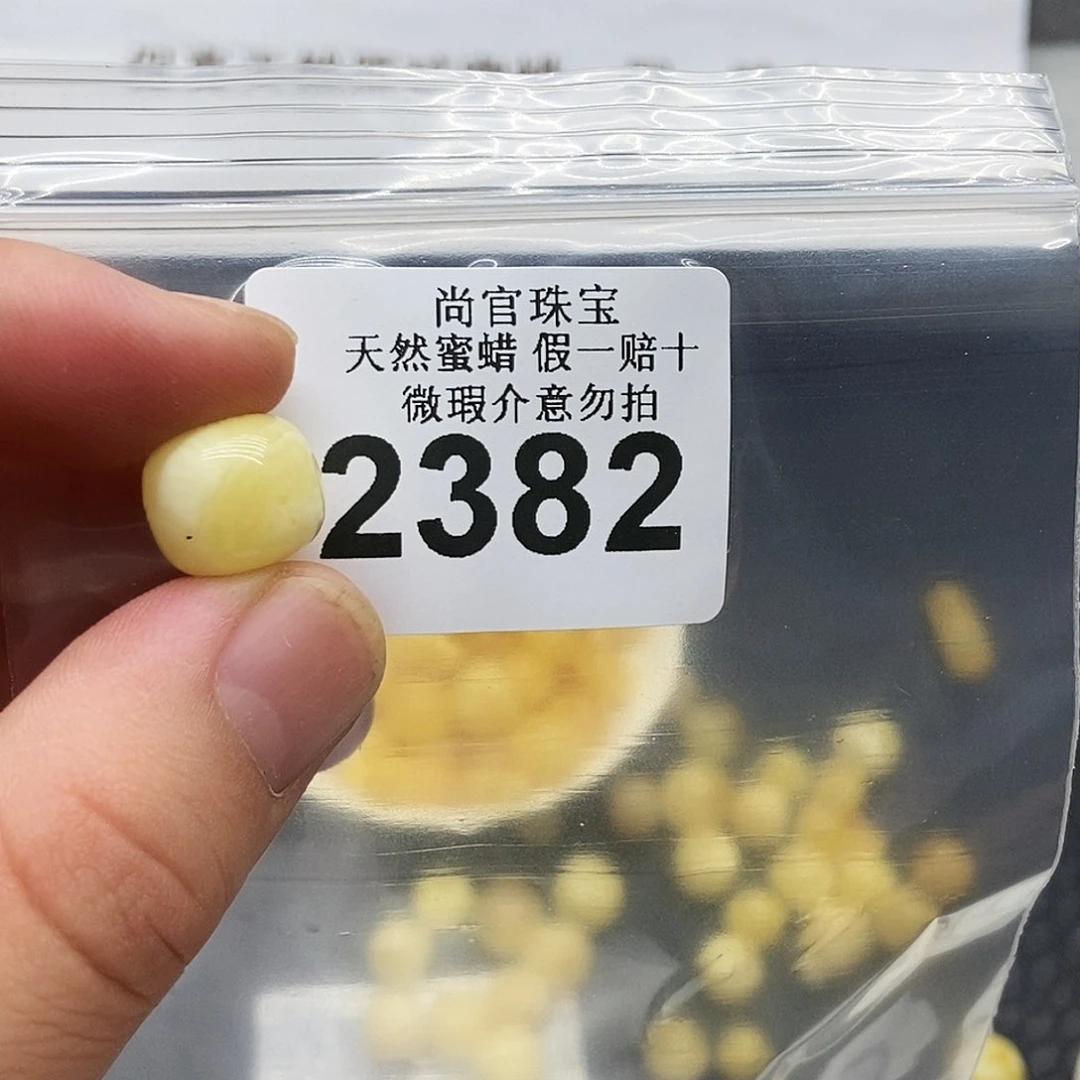 尚官珠宝
天然蜜蜡 假一赔十
微瑕介意勿拍
2382